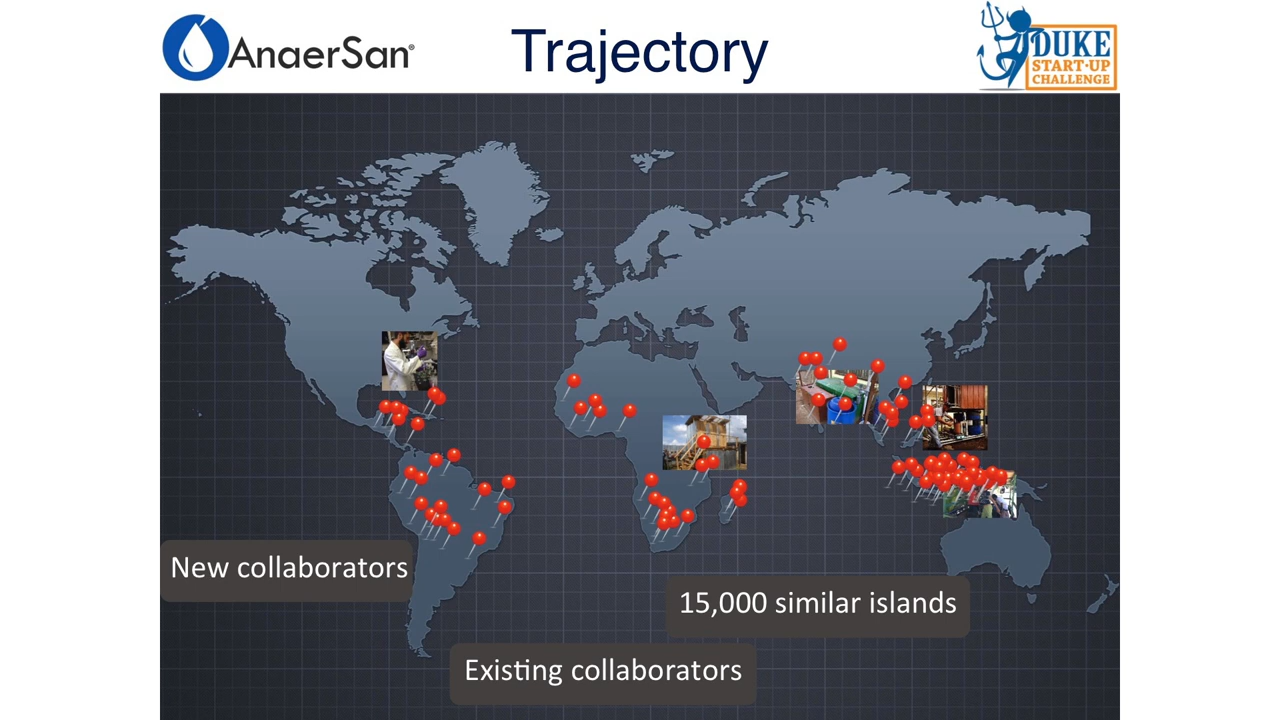 AnaerSan®
Trajectory
DUKE
START·UP
CHALLENGE
New collaborators
15,000 similar islands
Existing collaborators